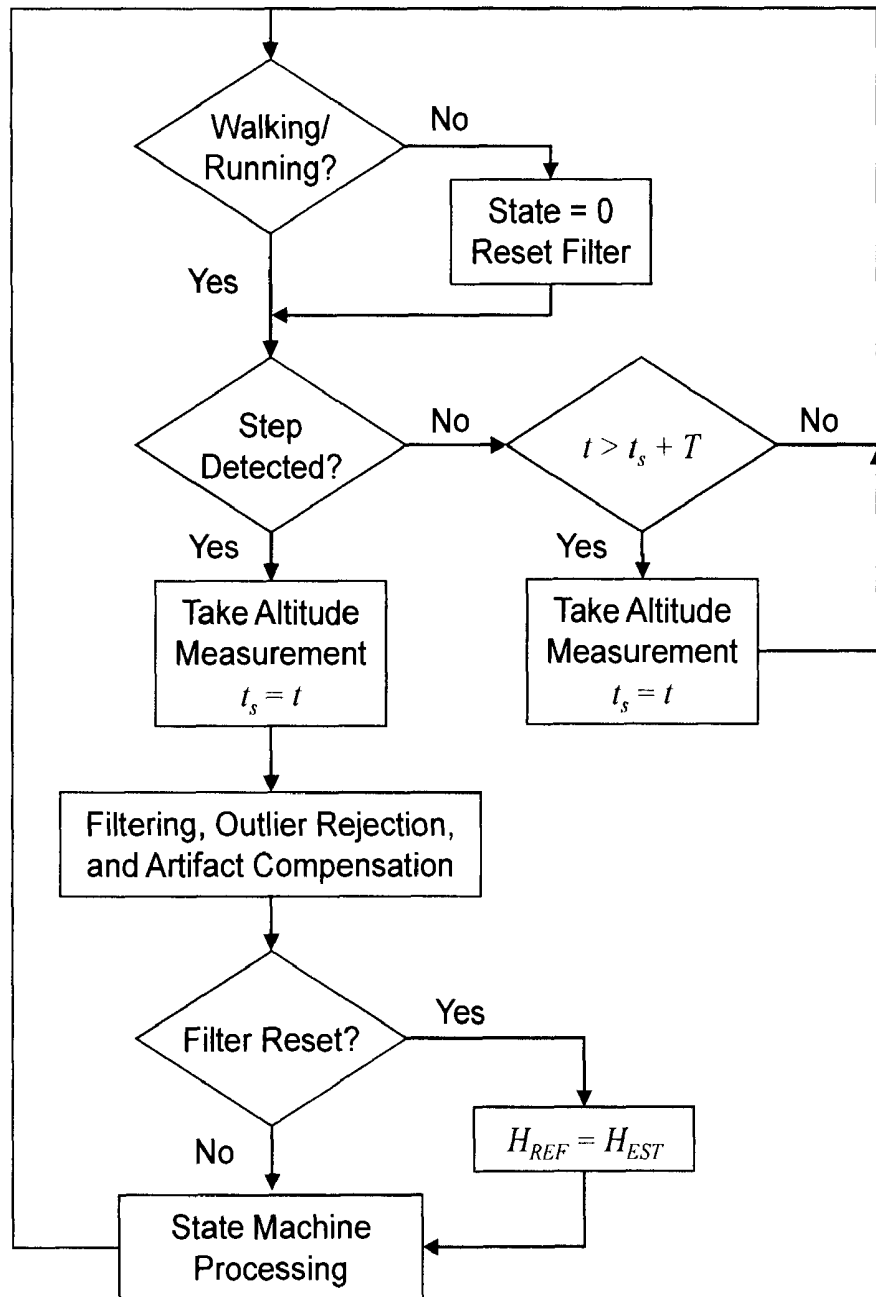 Walking/
Running?
No
State = 0
Reset Filter
Yes
Step
Detected?
No
t > t_s + T
No
Yes
Take Altitude
Measurement
t_s = t
Yes
Take Altitude
Measurement
t_s = t
Filtering, Outlier Rejection,
and Artifact Compensation
Filter Reset?
Yes
H_REF = H_EST
No
State Machine
Processing